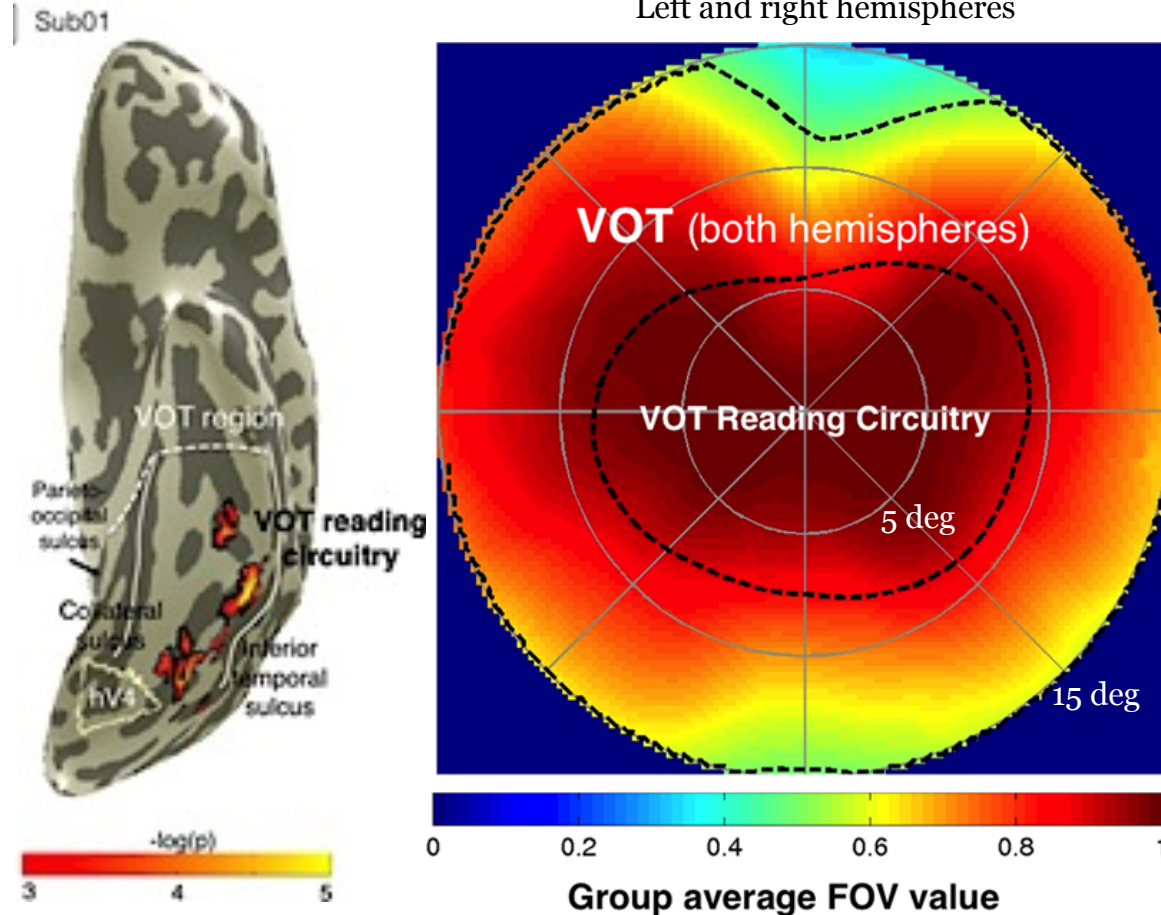 Sub01
Left and right hemispheres
VOT region
Parieto-
occipital
sulcus
VOT reading
circuitry
Collateral
sulcus
Inferior
temporal
sulcus
hV4
-log(p)
3 4 5
VOT (both hemispheres)
VOT Reading Circuitry
5 deg
15 deg
0 0.2 0.4 0.6 0.8 1
Group average FOV value